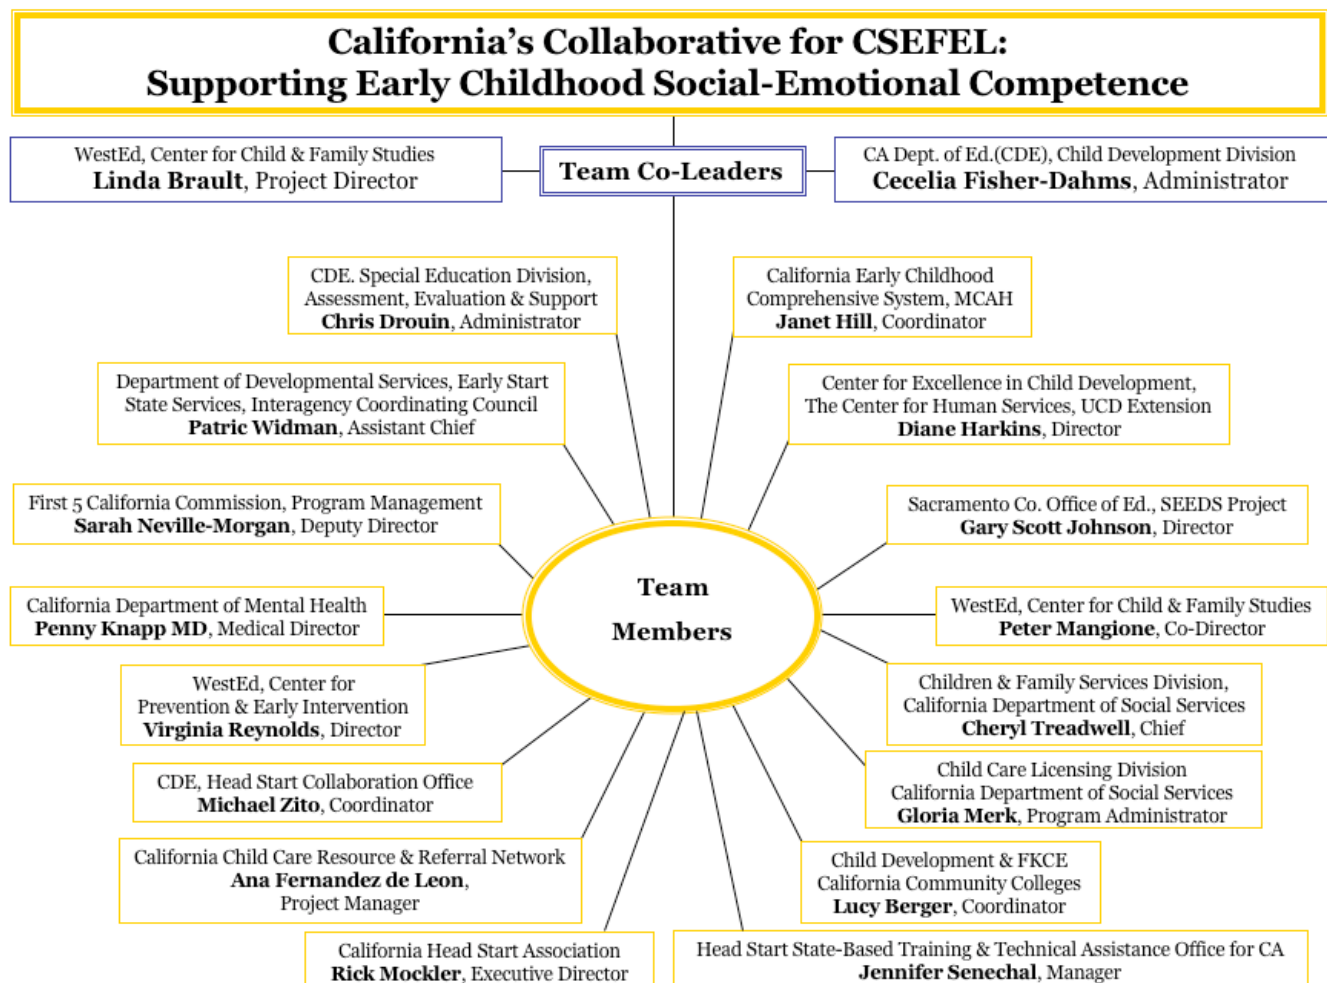 California's Collaborative for CSEFEL:
Supporting Early Childhood Social-Emotional Competence
WestEd, Center for Child & Family Studies
Linda Brault, Project Director
Team Co-Leaders
CA Dept. of Ed.(CDE), Child Development Division
Cecelia Fisher-Dahms, Administrator
CDE. Special Education Division,
Assessment, Evaluation & Support
Chris Drouin, Administrator
California Early Childhood
Comprehensive System, MCAH
Janet Hill, Coordinator
Department of Developmental Services, Early Start
State Services, Interagency Coordinating Council
Patric Widman, Assistant Chief
Center for Excellence in Child Development,
The Center for Human Services, UCD Extension
Diane Harkins, Director
First 5 California Commission, Program Management
Sarah Neville-Morgan, Deputy Director
Sacramento Co. Office of Ed., SEEDS Project
Gary Scott Johnson, Director
Team
Members
California Department of Mental Health
Penny Knapp MD, Medical Director
WestEd, Center for Child & Family Studies
Peter Mangione, Co-Director
WestEd, Center for
Prevention & Early Intervention
Virginia Reynolds, Director
Children & Family Services Division,
California Department of Social Services
Cheryl Treadwell, Chief
CDE, Head Start Collaboration Office
Michael Zito, Coordinator
Child Care Licensing Division
California Department of Social Services
Gloria Merk, Program Administrator
California Child Care Resource & Referral Network
Ana Fernandez de Leon,
Project Manager
Child Development & FKCE
California Community Colleges
Lucy Berger, Coordinator
California Head Start Association
Rick Mockler, Executive Director
Head Start State-Based Training & Technical Assistance Office for CA
Jennifer Senechal, Manager